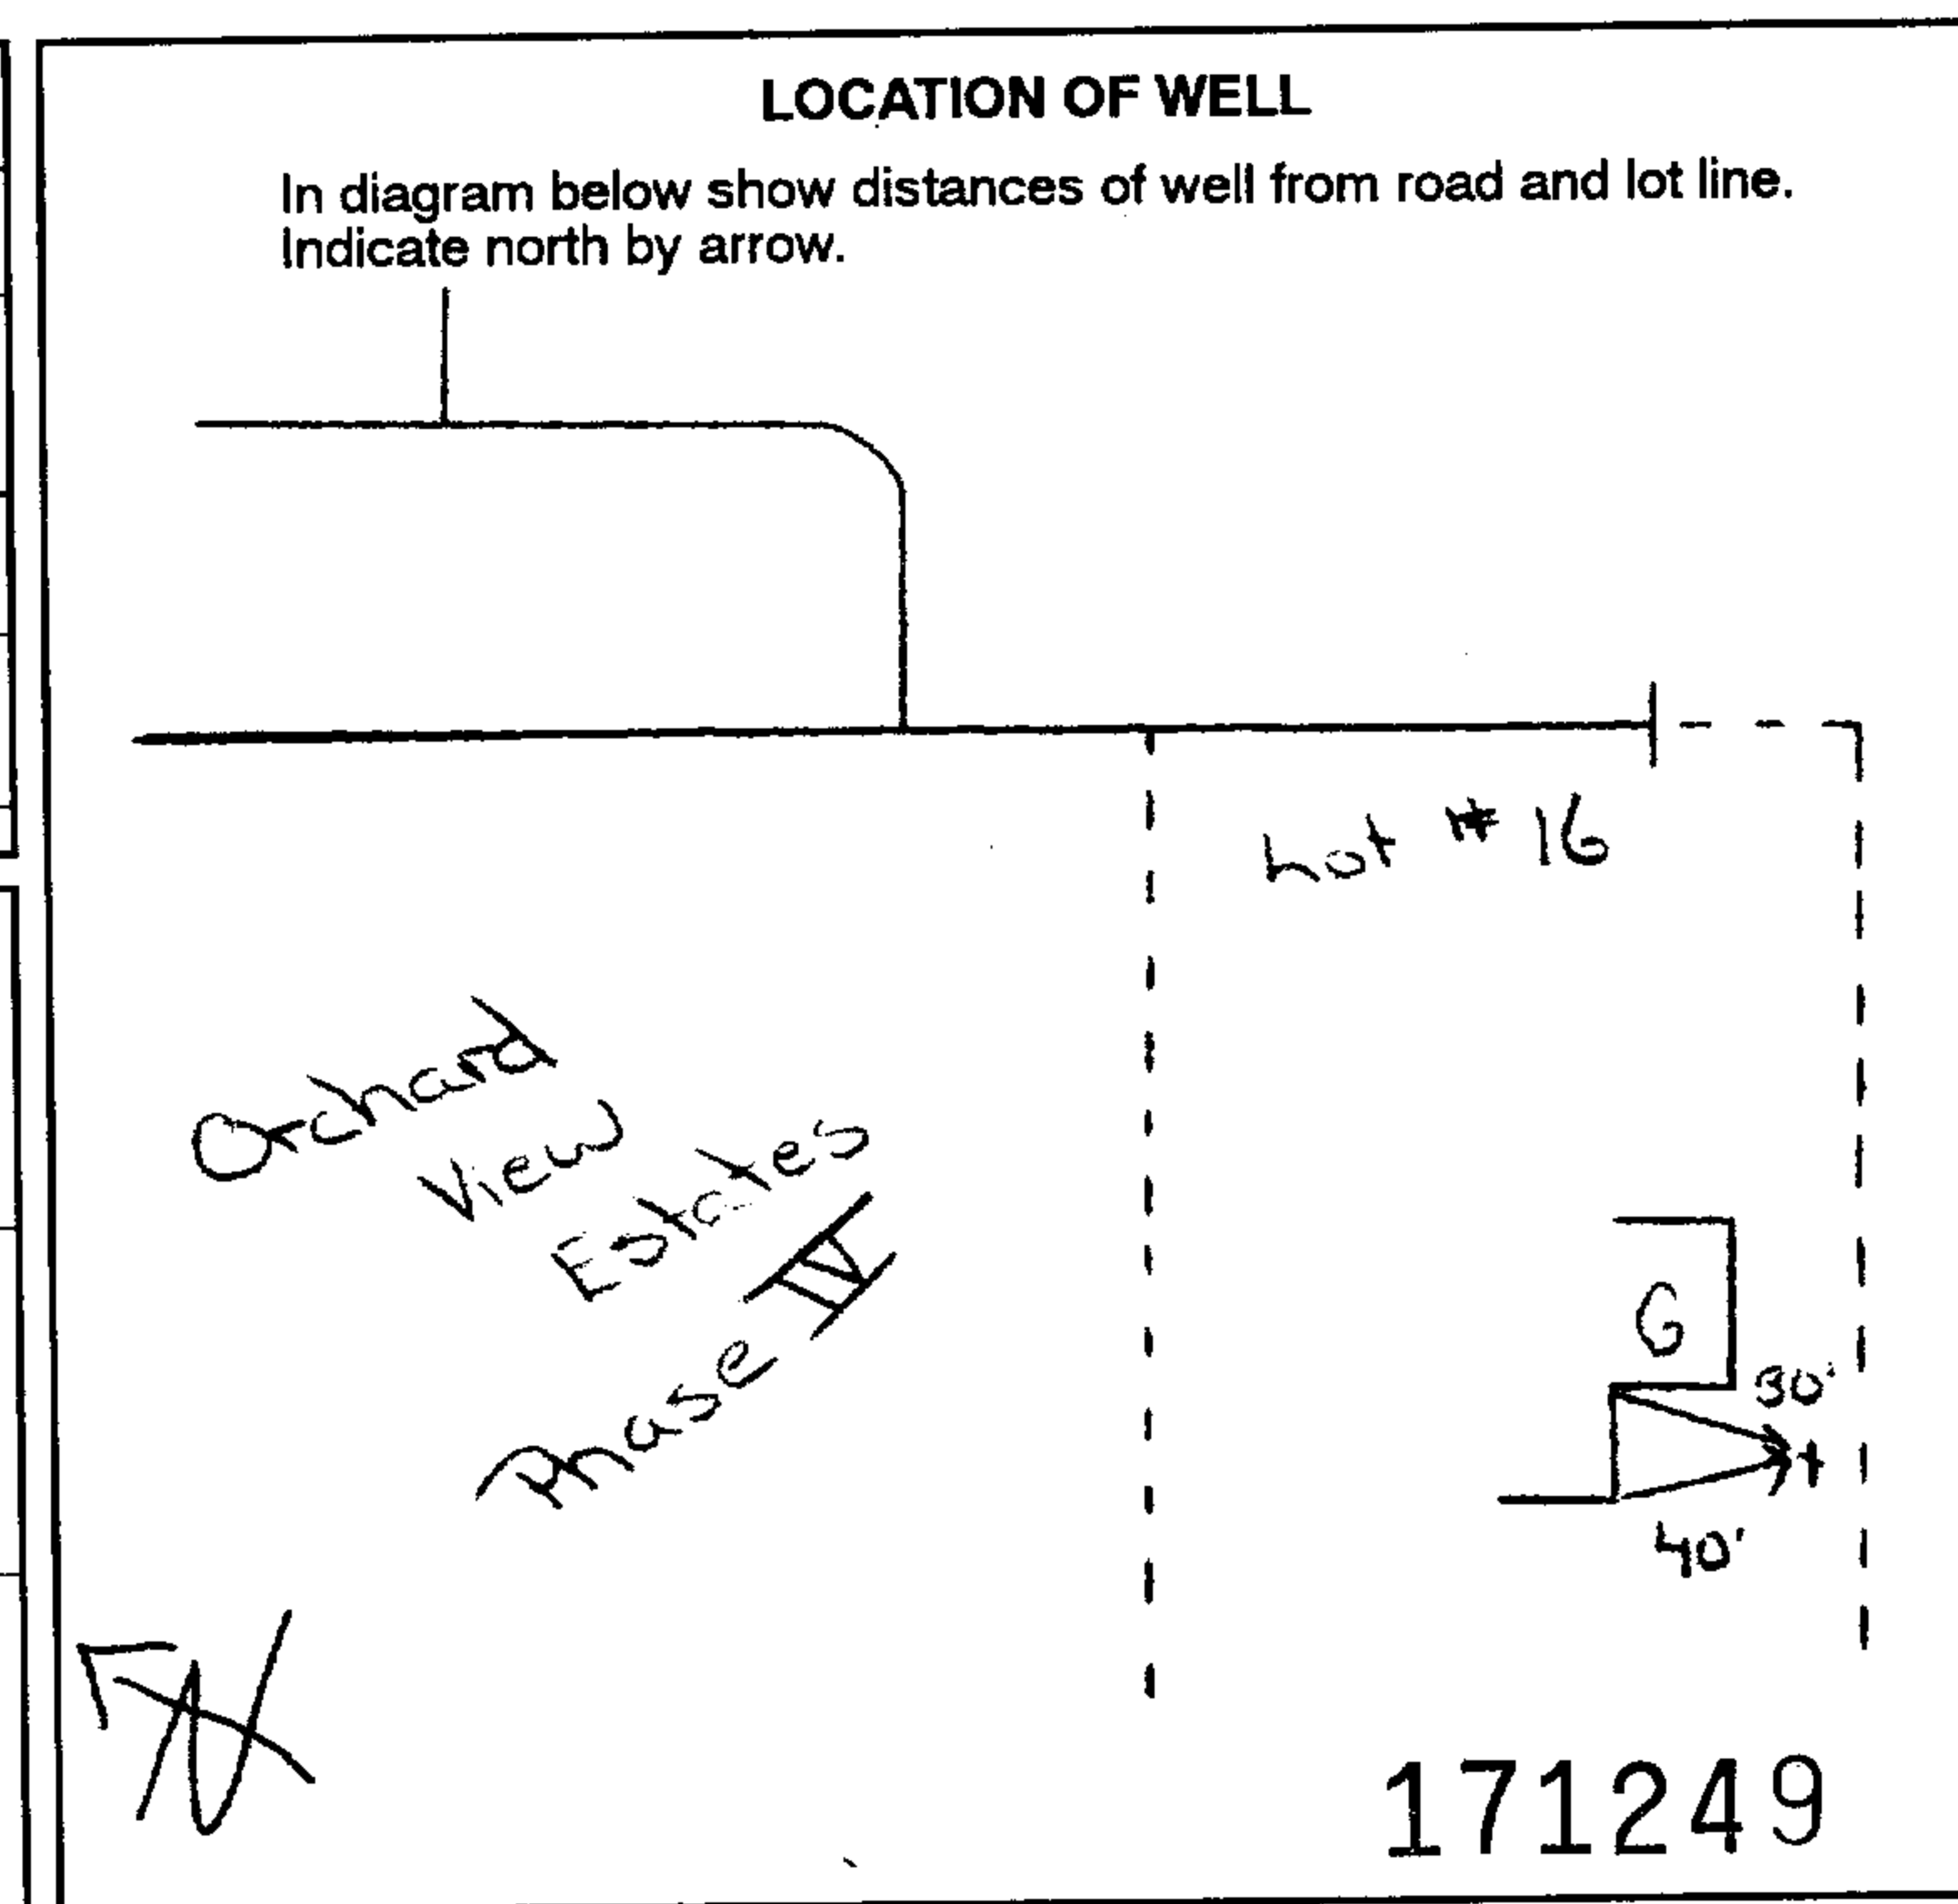 LOCATION OF WELL
In diagram below show distances of well from road and lot line.
Indicate north by arrow.
Lot # 16
Orchard
View
Estates
Phase IV
G
30'
40'
N
171249